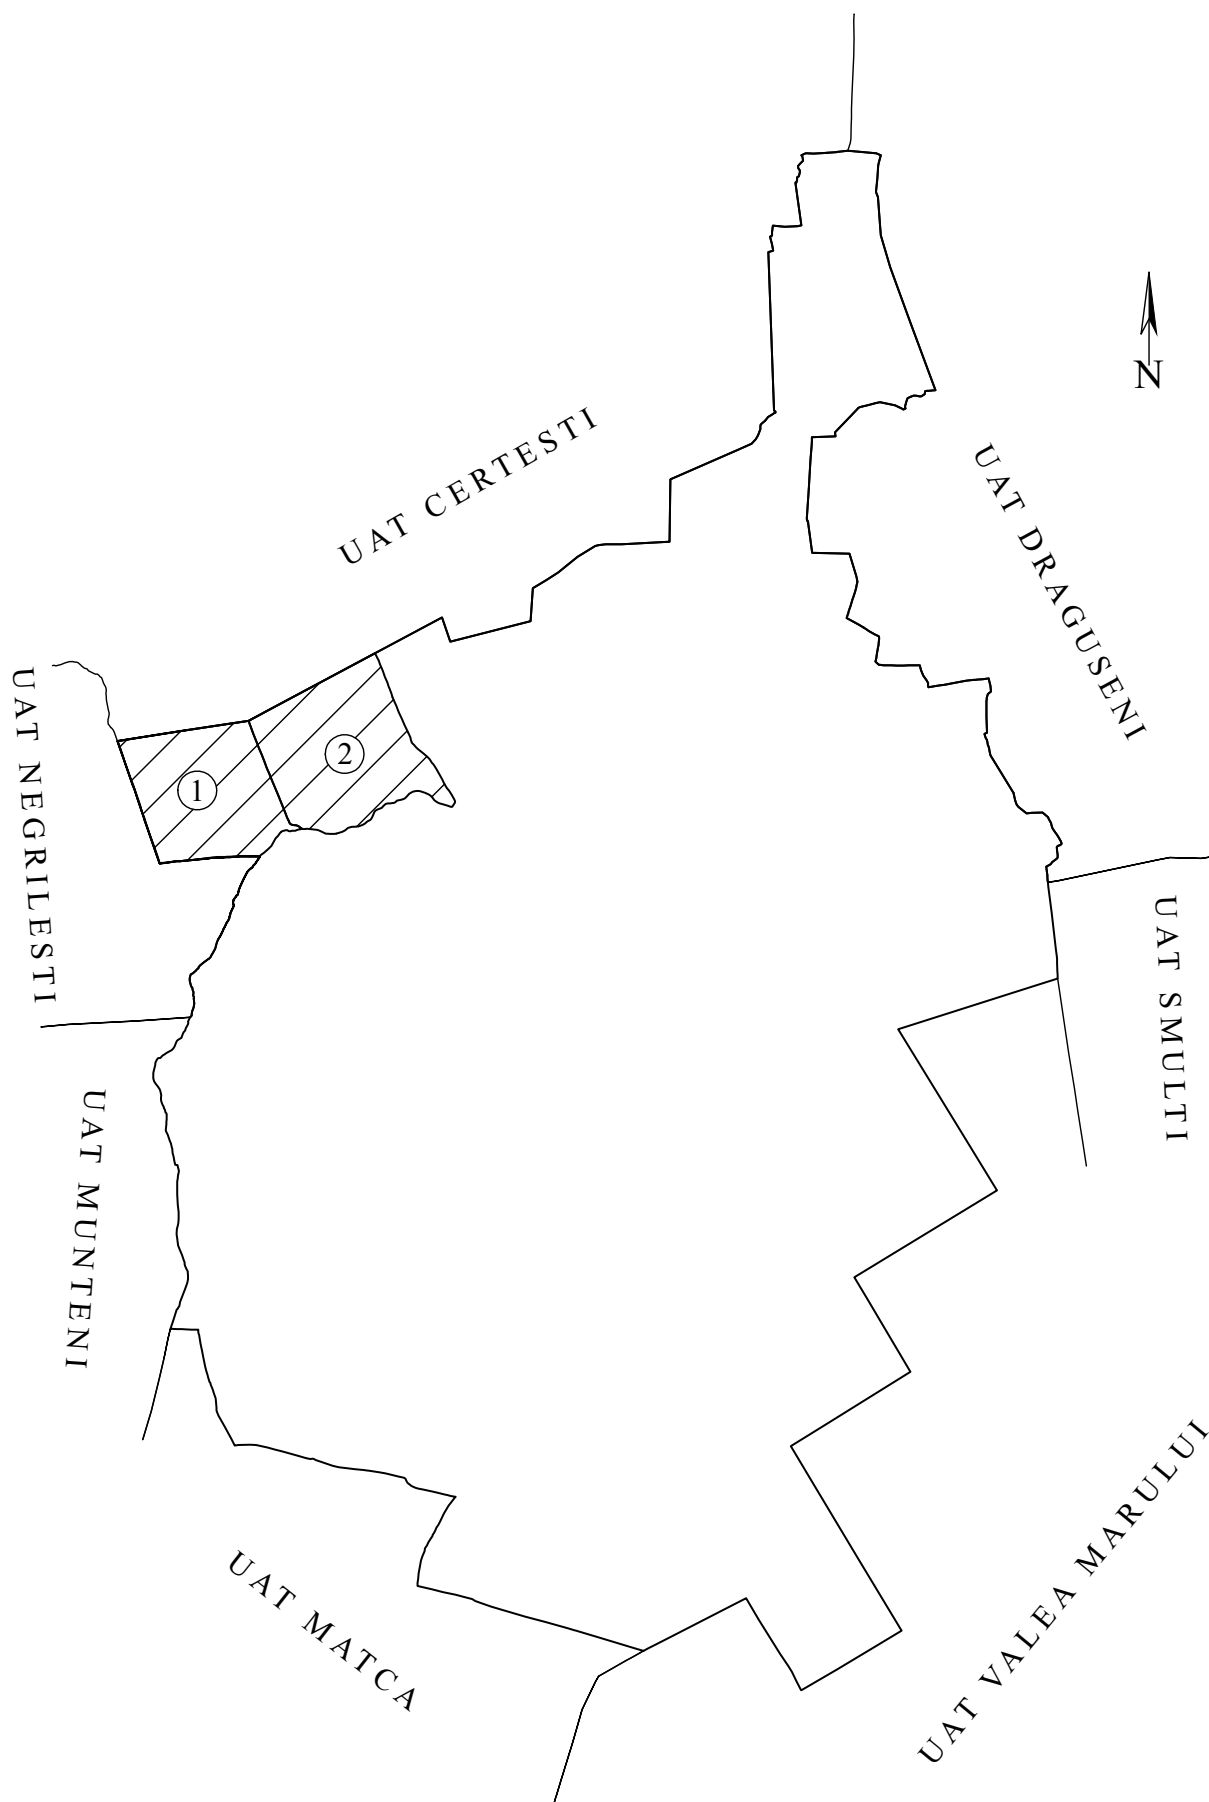 N
UAT CERTESTI
UAT DRAGUSENI
UAT NEGRILESTI
2
1
UAT SMULTI
UAT MUNTENI
UAT VALEA MARULUI
UAT MATCA